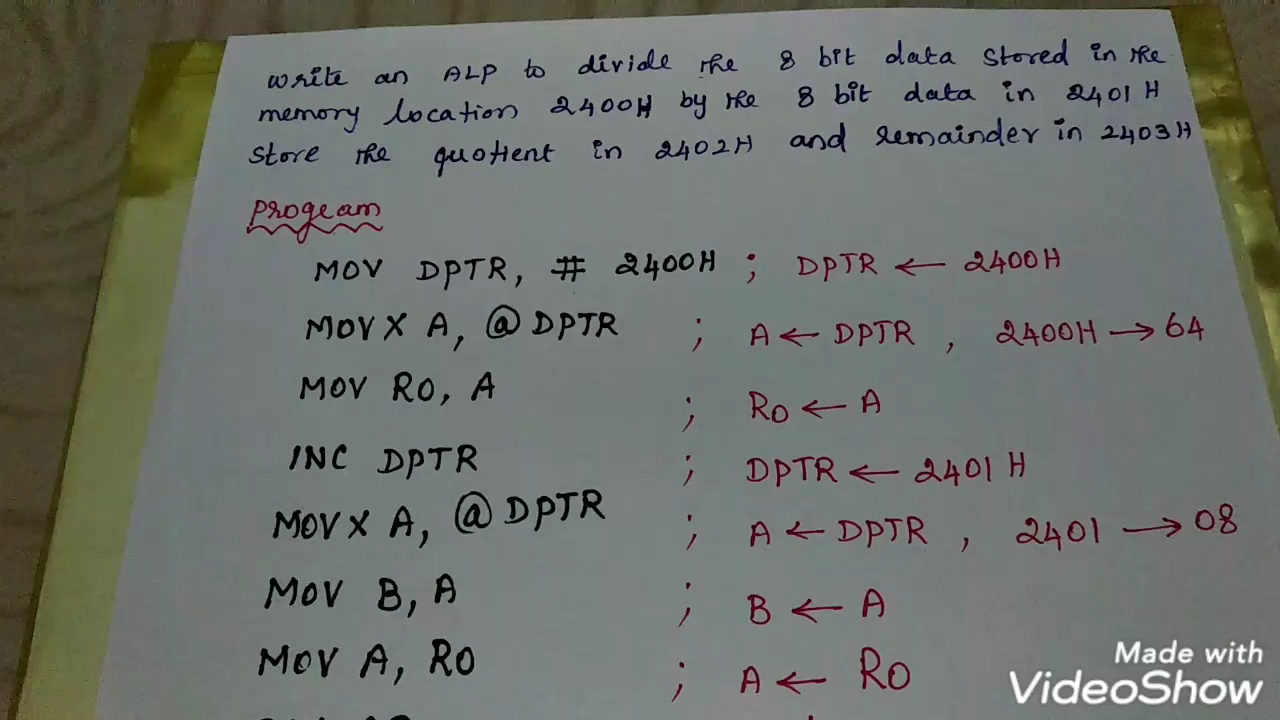 Write an ALP to divide the 8 bit data stored in the
memory location 2400H by the 8 bit data in 2401 H
store the quotient in 2402H and remainder in 2403H
Progeam
MOV DPTR, # 2400H ; DPTR ← 2400H
MOVX A, @DPTR ; A ← DPTR , 2400H → 64
MOV R0, A ; R0 ← A
INC DPTR ; DPTR ← 2401 H
MOVX A, @DPTR ; A ← DPTR , 2401 → 08
MOV B, A ; B ← A
MOV A, R0 ; A ← R0
Made with
VideoShow